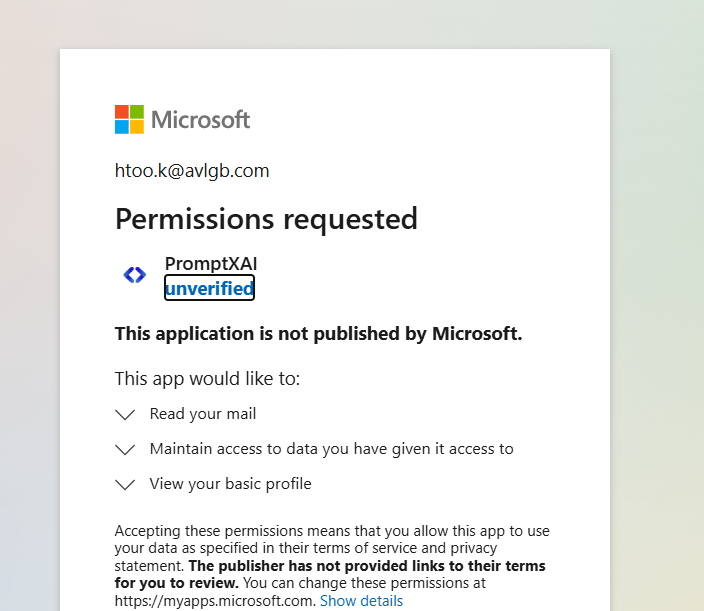 Microsoft
htoo.k@avlgb.com
Permissions requested
PromptXAI
unverified
This application is not published by Microsoft.
This app would like to:
Read your mail
Maintain access to data you have given it access to
View your basic profile
Accepting these permissions means that you allow this app to use
your data as specified in their terms of service and privacy
statement. The publisher has not provided links to their terms
for you to review. You can change these permissions at
https://myapps.microsoft.com. Show details